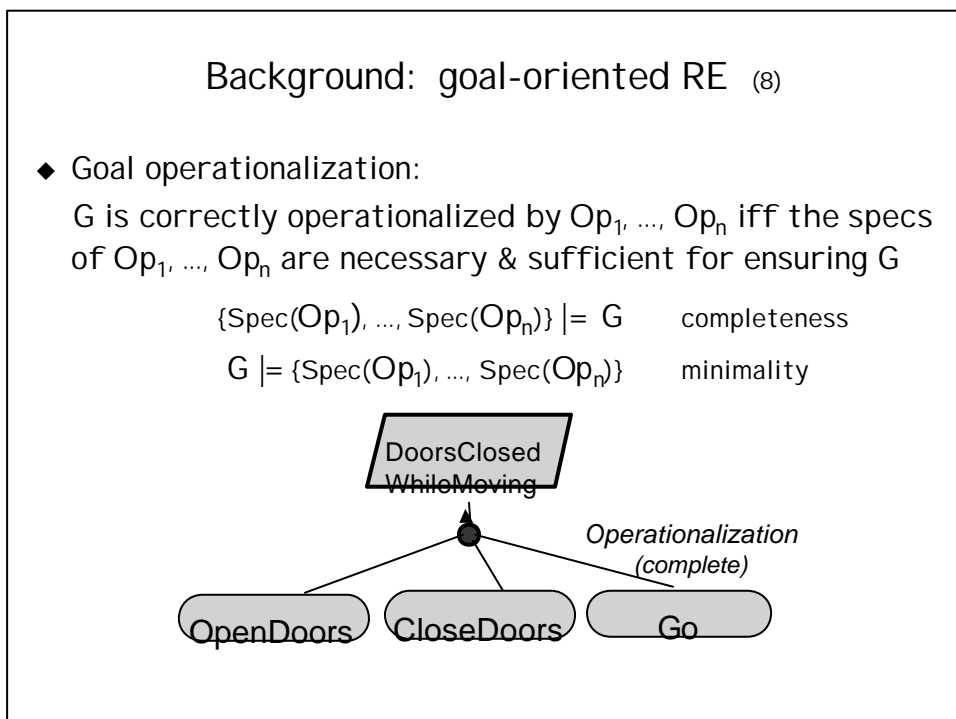 Background: goal-oriented RE (8)
◆ Goal operationalization:
G is correctly operationalized by Op1, ..., Opn iff the specs
of Op1, ..., Opn are necessary & sufficient for ensuring G
{Spec(Op1), ..., Spec(Opn)} |= G completeness
G |= {Spec(Op1), ..., Spec(Opn)} minimality
DoorsClosed
WhileMoving
Operationalization
(complete)
OpenDoors CloseDoors Go